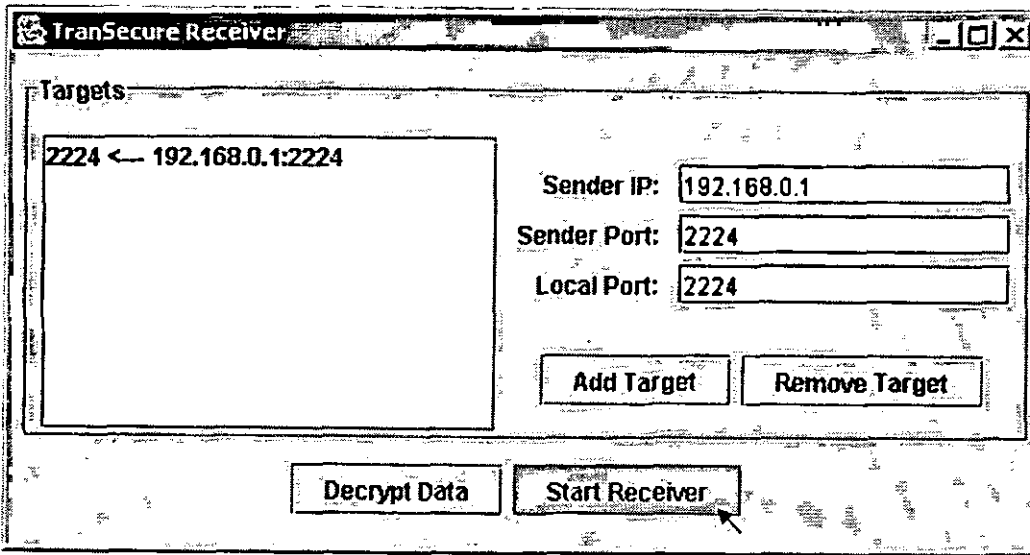 TranSecure Receiver
Targets
2224 <--- 192.168.0.1:2224
Sender IP: 192.168.0.1
Sender Port: 2224
Local Port: 2224
Add Target Remove Target
Decrypt Data Start Receiver